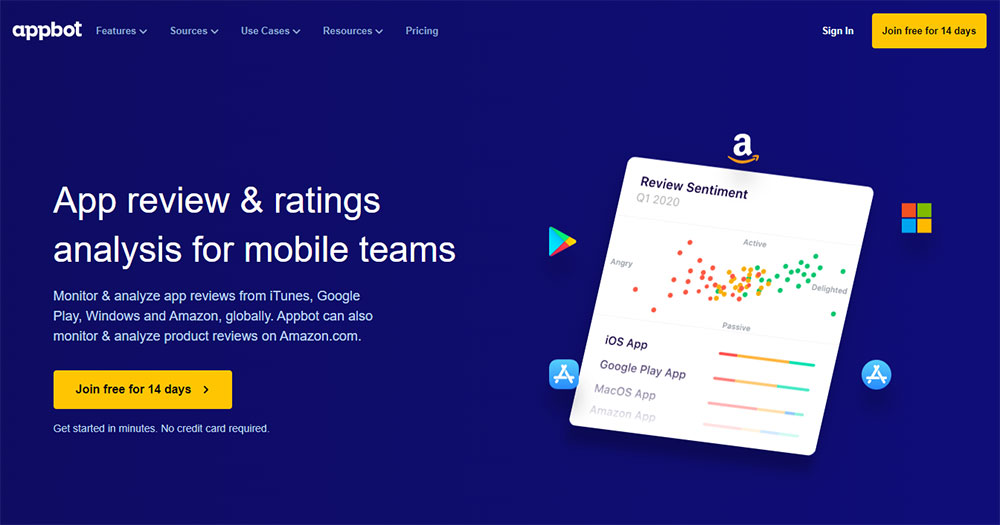 appbot
Features
Sources
Use Cases
Resources
Pricing
Sign In
Join free for 14 days
App review & ratings
analysis for mobile teams
Monitor & analyze app reviews from iTunes, Google
Play, Windows and Amazon, globally. Appbot can also
monitor & analyze product reviews on Amazon.com.
Join free for 14 days
Get started in minutes. No credit card required.
a
Review Sentiment
Q1 2020
Active
Angry
Delighted
Passive
iOS App
Google Play App
MacOS App
Amazon App